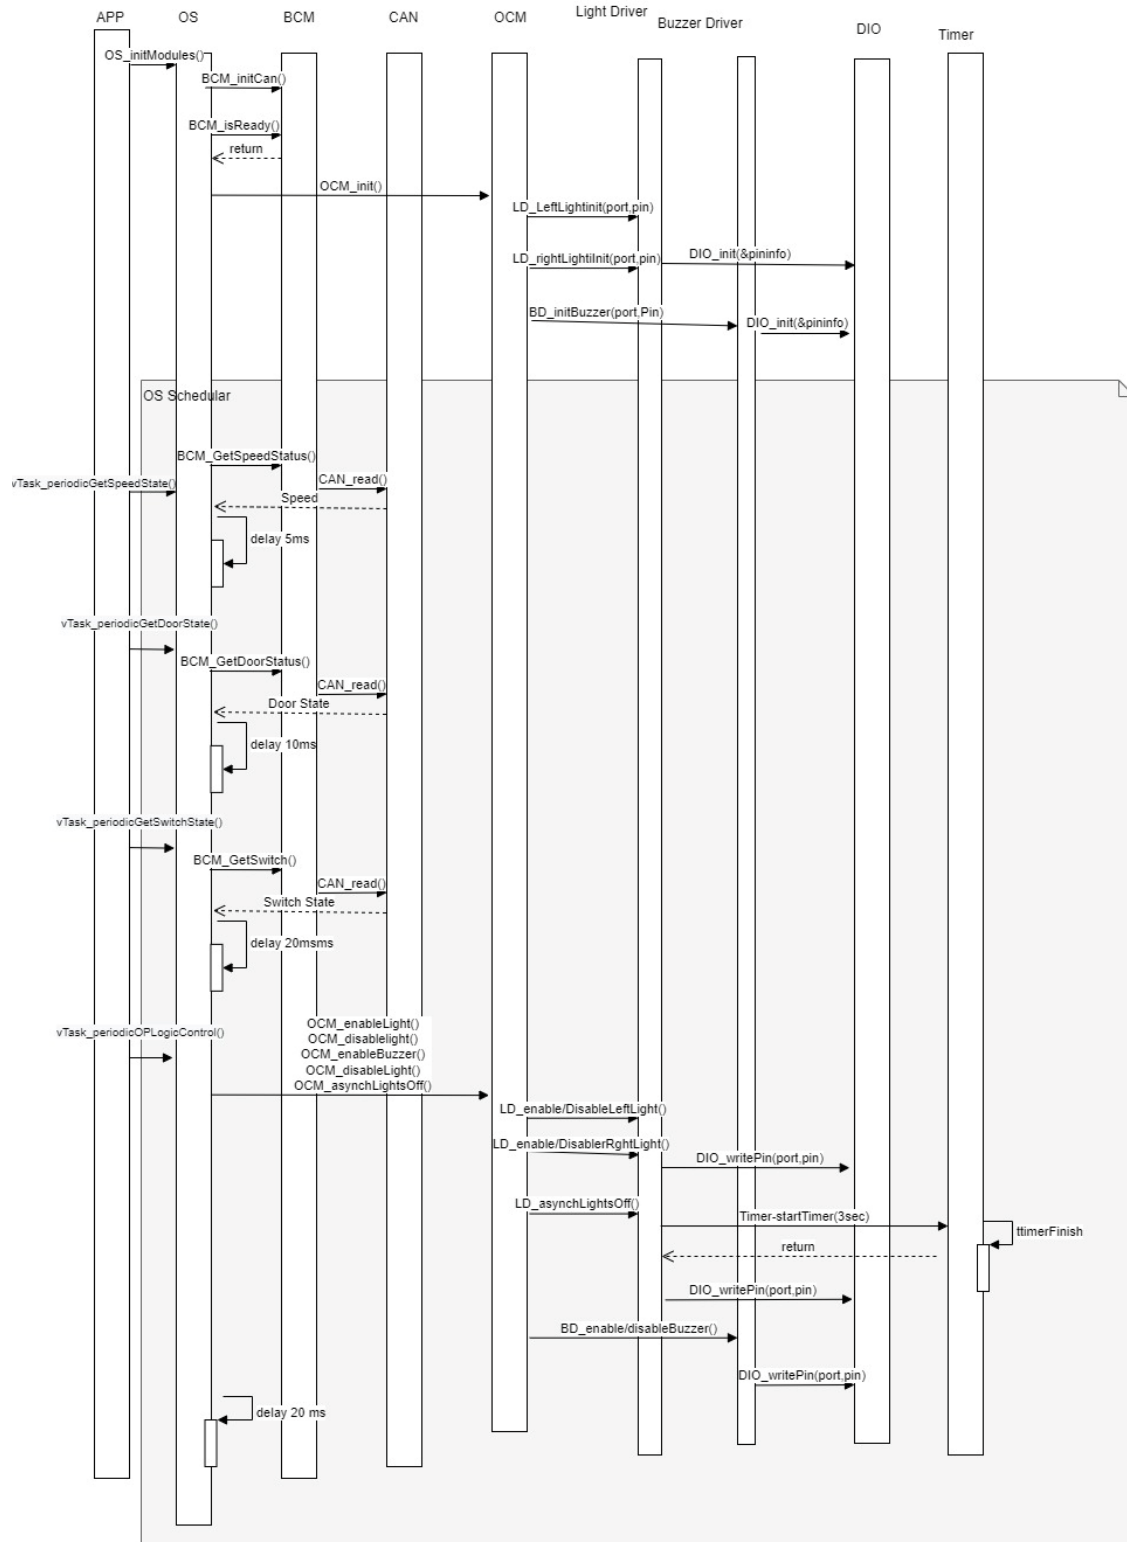 APP
OS
BCM
CAN
OCM
Light Driver
Buzzer Driver
DIO
Timer
OS_initModules()
BCM_initCan()
BCM_isReady()
return
OCM_init()
LD_LeftLightinit(port,pin)
LD_rightLightiInit(port,pin)
DIO_init(&pininfo)
BD_initBuzzer(port,Pin)
DIO_init(&pininfo)
OS Schedular
BCM_GetSpeedStatus()
vTask_periodicGetSpeedState()
CAN_read()
Speed
delay 5ms
vTask_periodicGetDoorState()
BCM_GetDoorStatus()
CAN_read()
Door State
delay 10ms
vTask_periodicGetSwitchState()
BCM_GetSwitch()
CAN_read()
Switch State
delay 20msms
vTask_periodicOPLogicControl()
OCM_enableLight()
OCM_disablelight()
OCM_enableBuzzer()
OCM_disableLight()
OCM_asynchLightsOff()
LD_enable/DisableLeftLight()
LD_enable/DisablerRghtLight()
DIO_writePin(port,pin)
LD_asynchLightsOff()
Timer-startTimer(3sec)
ttimerFinish
return
DIO_writePin(port,pin)
BD_enable/disableBuzzer()
DIO_writePin(port,pin)
delay 20 ms